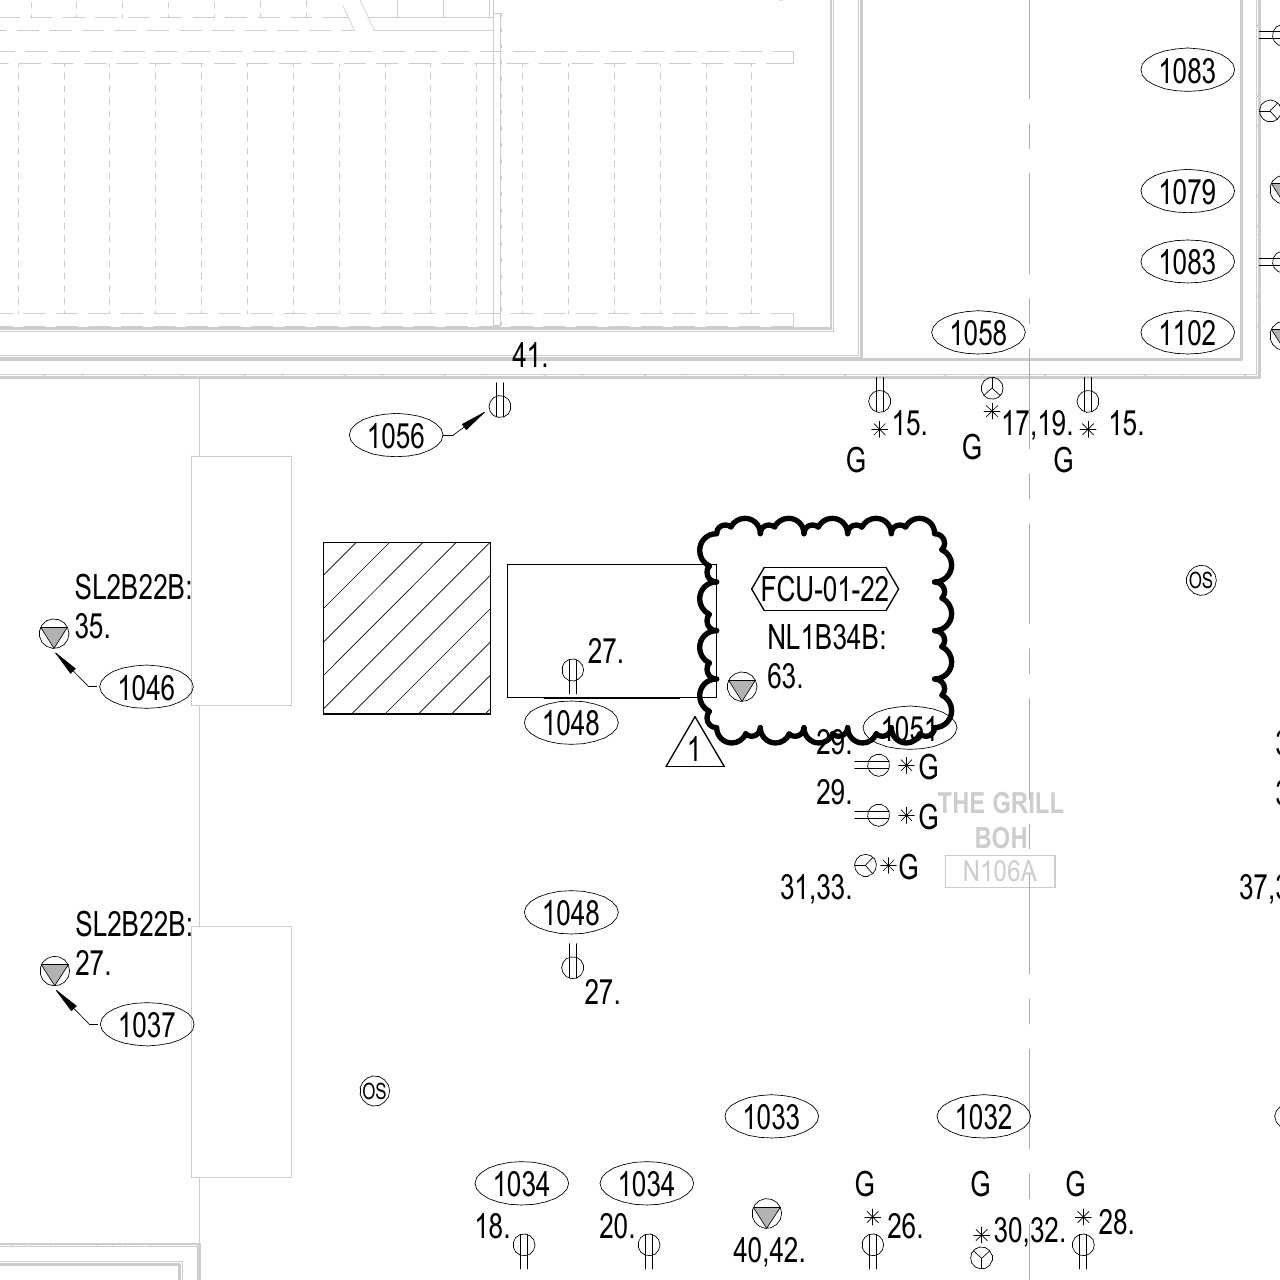 1083
1079
1083
1058
1102
41.
1056
15.
17,19.
15.
G
G
G
SL2B22B:
35.
1046
FCU-01-22
NL1B34B:
63.
OS
27.
1048
1
1051
29.
G
29.
G
THE GRILL
BOH
N106A
31,33.
G
1048
27.
SL2B22B:
27.
1037
OS
1033
1032
1034
1034
G
G
G
18.
20.
40,42.
26.
30,32.
28.